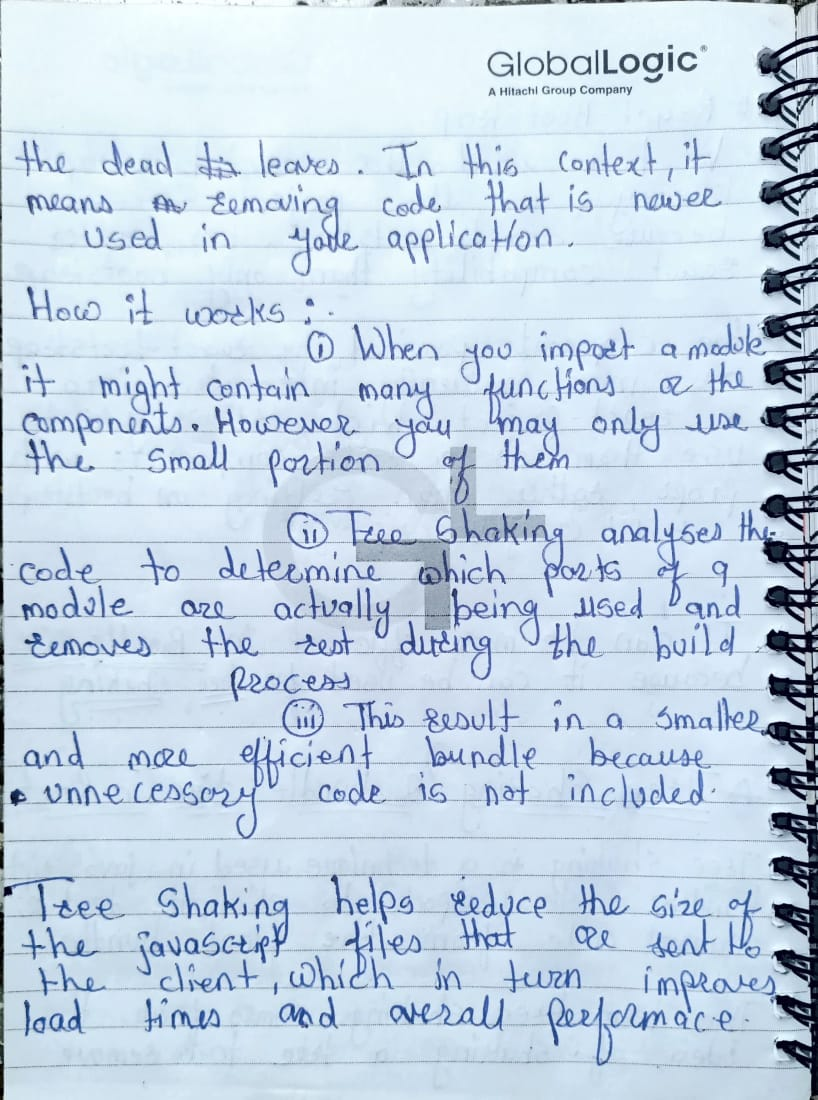 GlobalLogic®
A Hitachi Group Company
the dead leaves. In this context, it
means removing code that is never
used in your application.
How it works :-
(i) When you import a module
it might contain many functions or the
components. However you may only use
the small portion of them
(ii) Tree Shaking analyses the
code to determine which parts of a
module are actually being used and
removes the rest during the build
process
(iii) This result in a smaller
and more efficient bundle because
unnecessory code is not included.
Tree Shaking helps reduce the size of
the javascript files that are sent to
the client, which in turn improves
load times and overall performace.